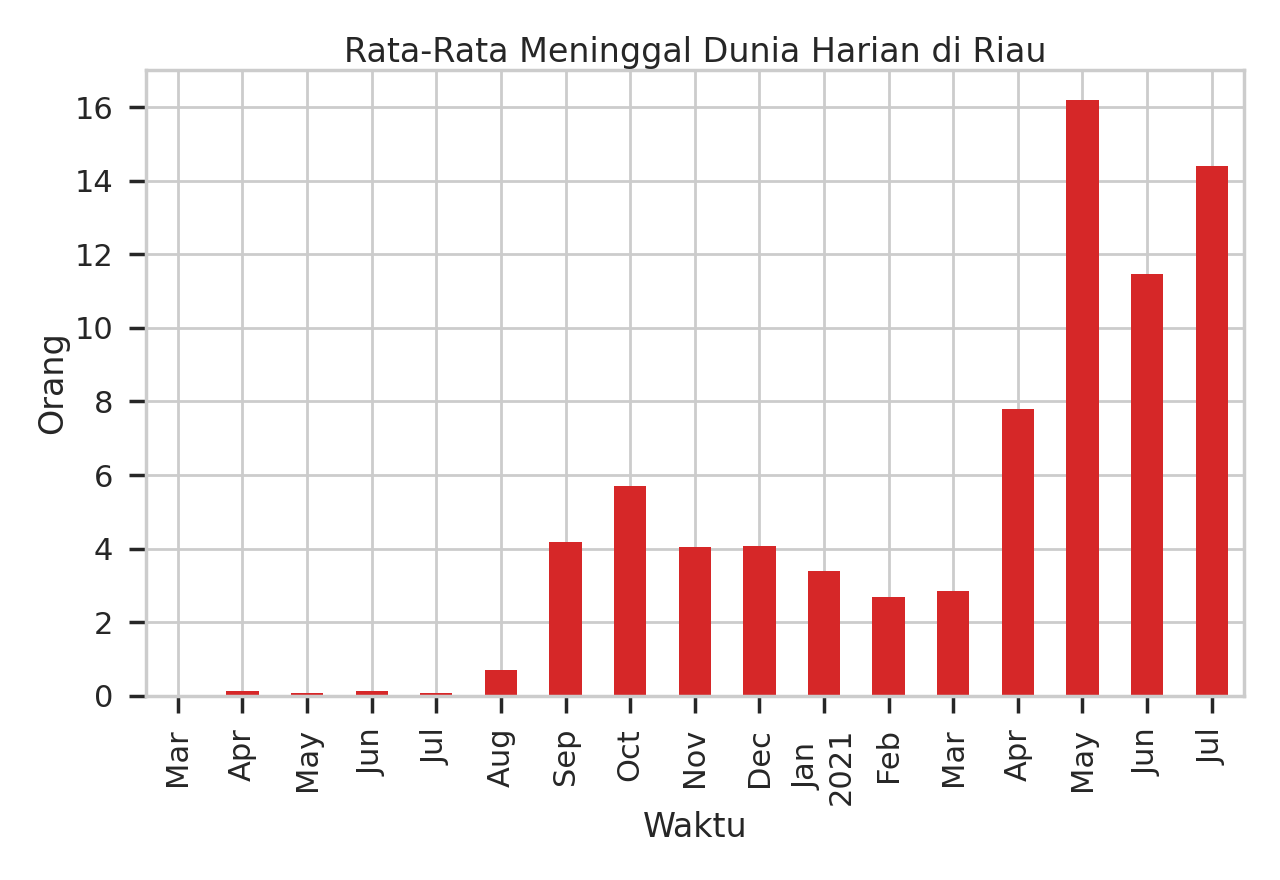 Rata-Rata Meninggal Dunia Harian di Riau
16
14
12
10
8
6
4
2
0
Orang
Mar
Apr
May
Jun
Jul
Aug
Sep
Oct
Nov
Dec
Jan
2021
Feb
Mar
Apr
May
Jun
Jul
Waktu